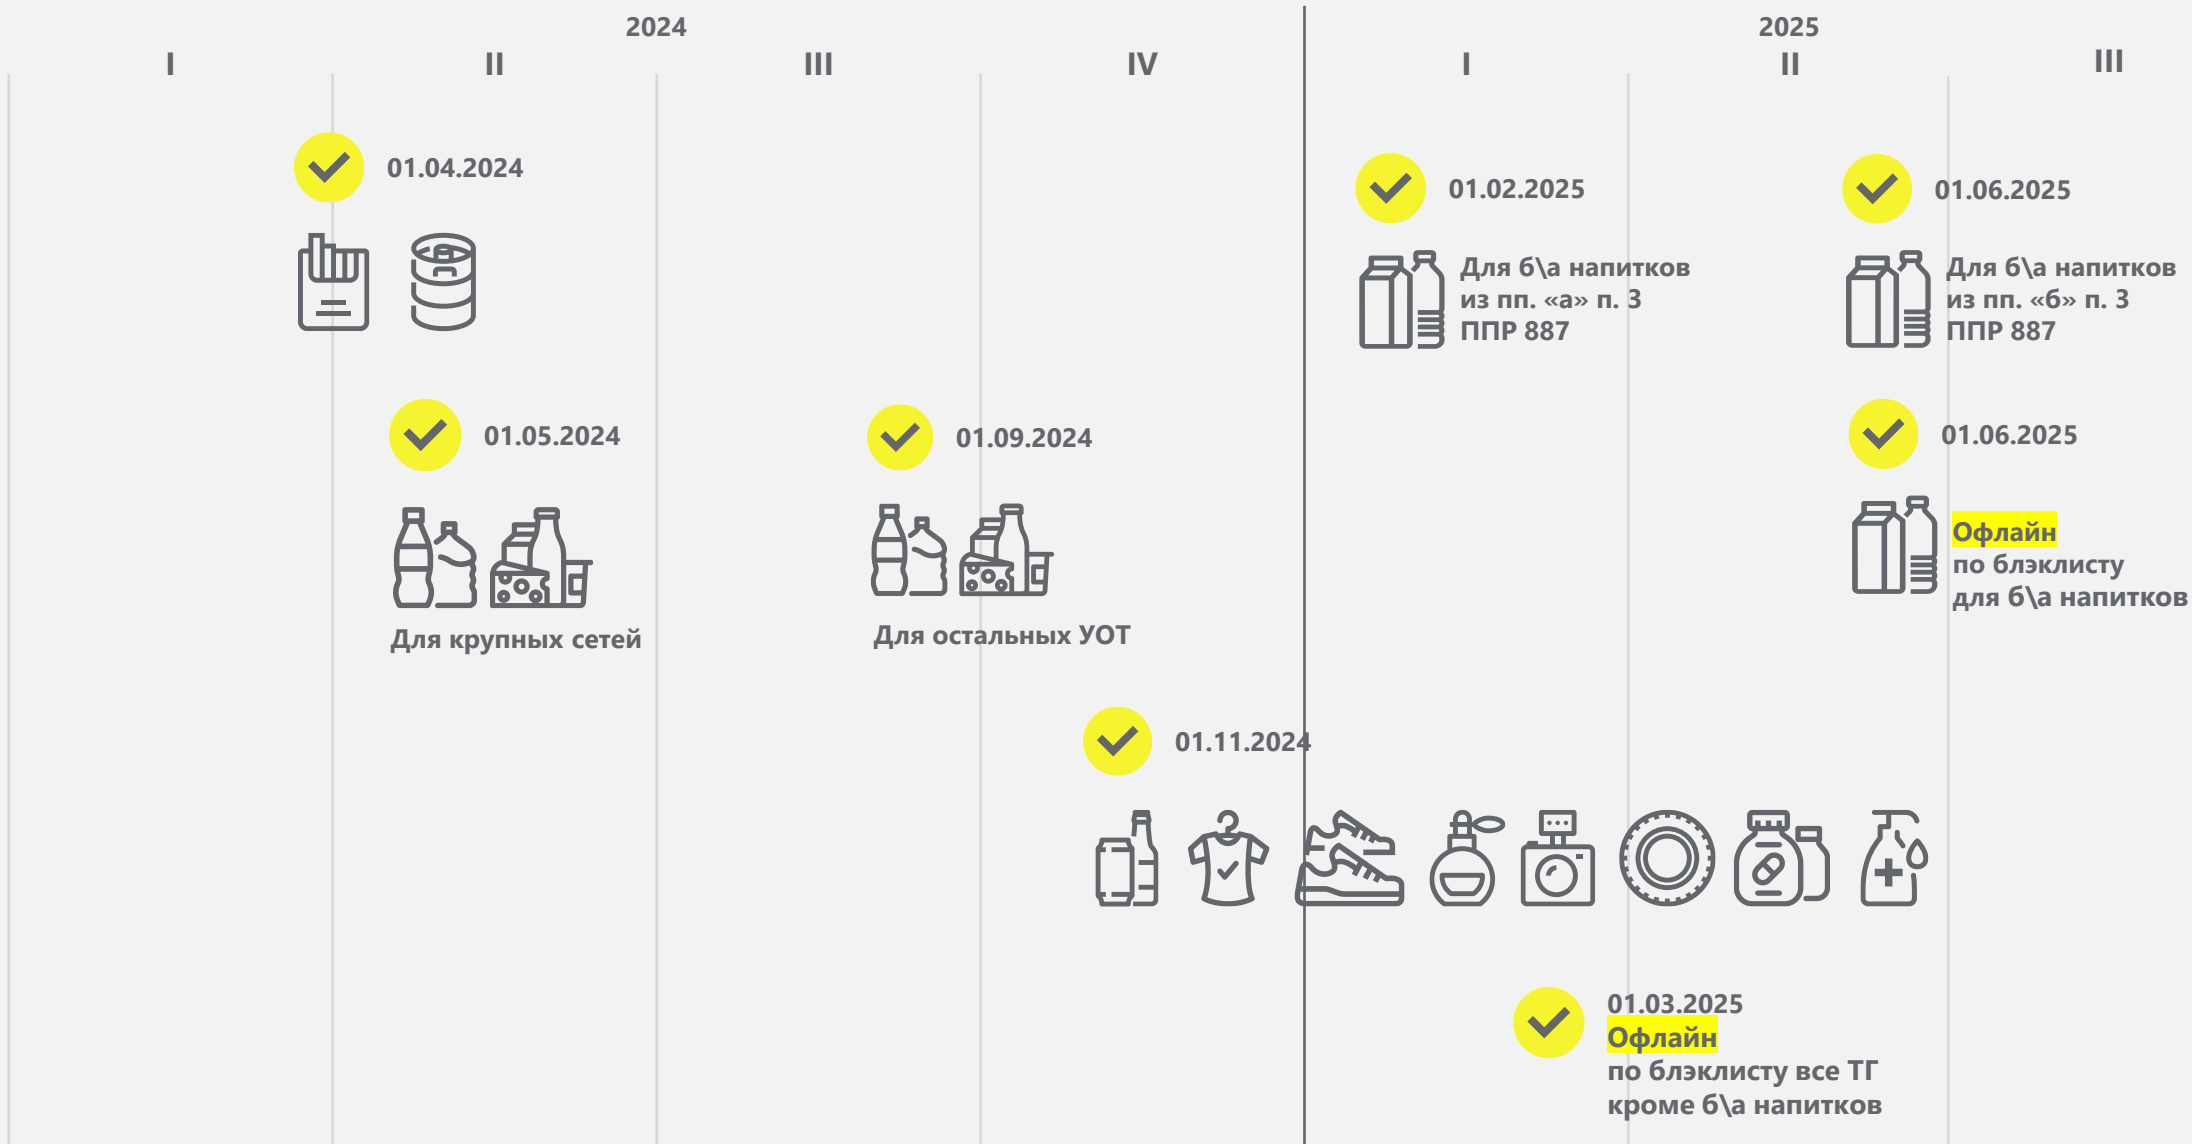 2024
2025
I
II
III
IV
I
II
III
01.04.2024
01.02.2025
Для б\а напитков
из пп. «а» п. 3
ППР 887
01.06.2025
Для б\а напитков
из пп. «б» п. 3
ППР 887
01.05.2024
Для крупных сетей
01.09.2024
Для остальных УОТ
01.06.2025
Офлайн
по блэклисту
для б\а напитков
01.11.2024
01.03.2025
Офлайн
по блэклисту все ТГ
кроме б\а напитков